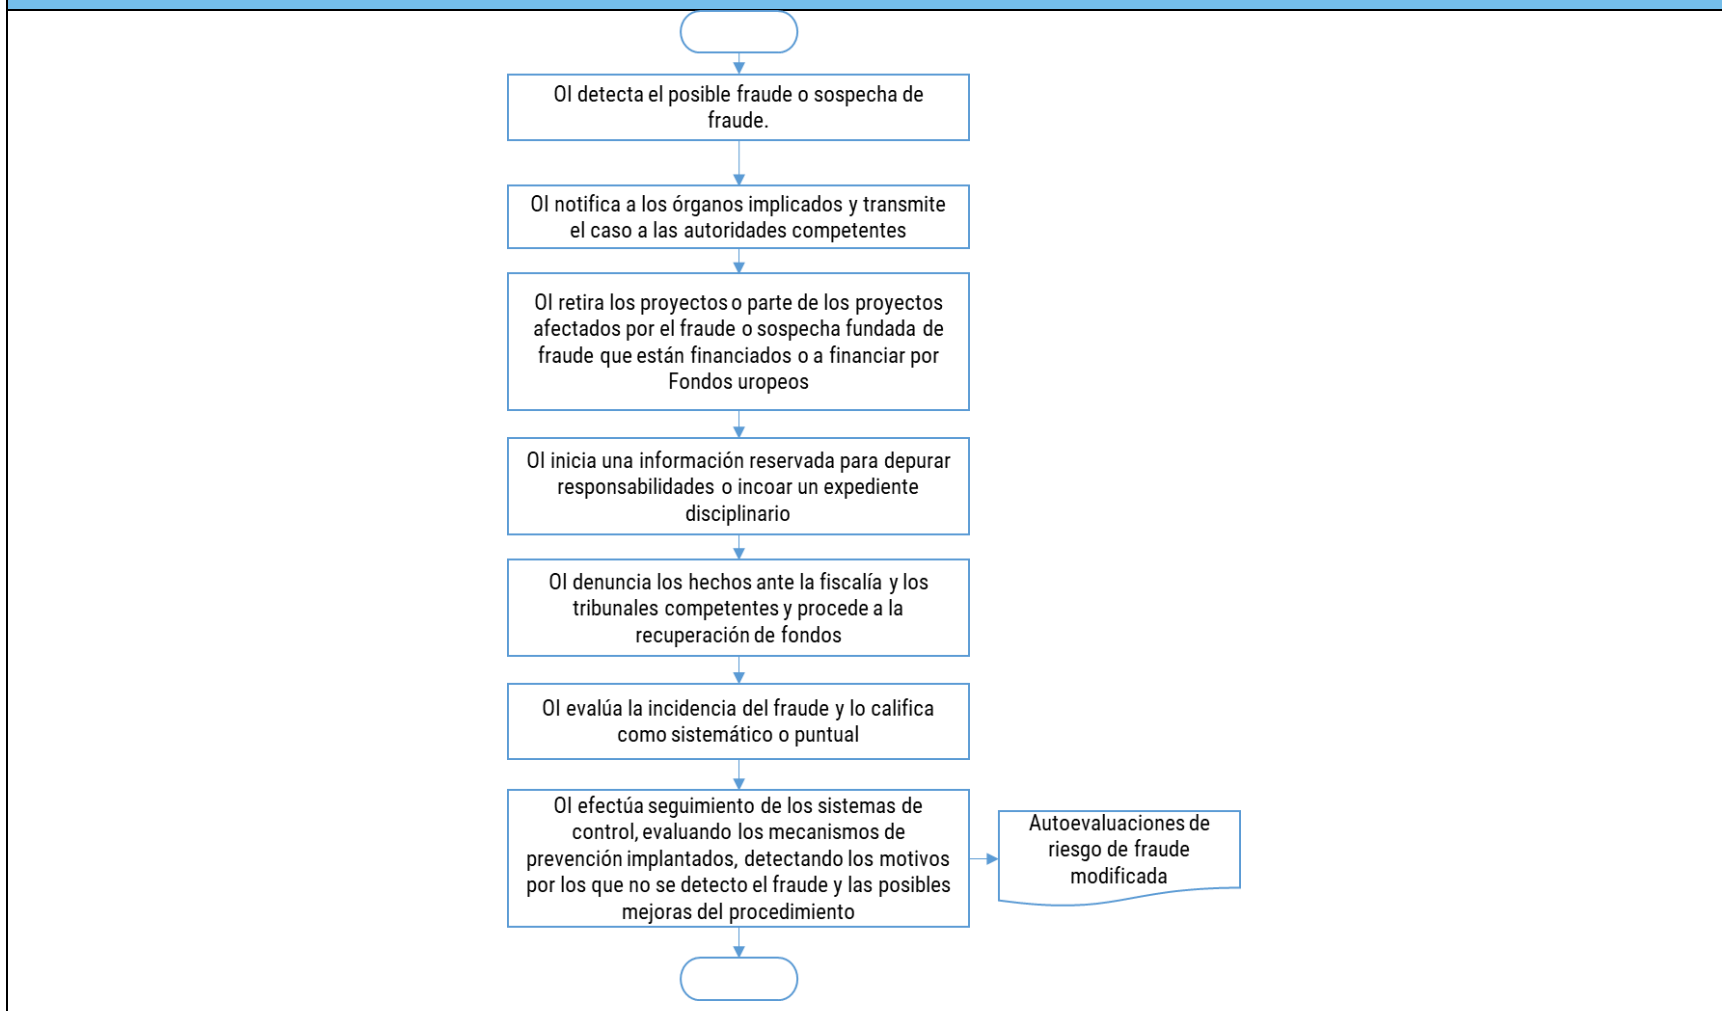 OI detecta el posible fraude o sospecha de
fraude.
OI notifica a los órganos implicados y transmite
el caso a las autoridades competentes
OI retira los proyectos o parte de los proyectos
afectados por el fraude o sospecha fundada de
fraude que están financiados o a financiar por
Fondos uropeos
OI inicia una información reservada para depurar
responsabilidades o incoar un expediente
disciplinario
OI denuncia los hechos ante la fiscalía y los
tribunales competentes y procede a la
recuperación de fondos
OI evalúa la incidencia del fraude y lo califica
como sistemático o puntual
OI efectúa seguimiento de los sistemas de
control, evaluando los mecanismos de
prevención implantados, detectando los motivos
por los que no se detecto el fraude y las posibles
mejoras del procedimiento
Autoevaluaciones de
riesgo de fraude
modificada